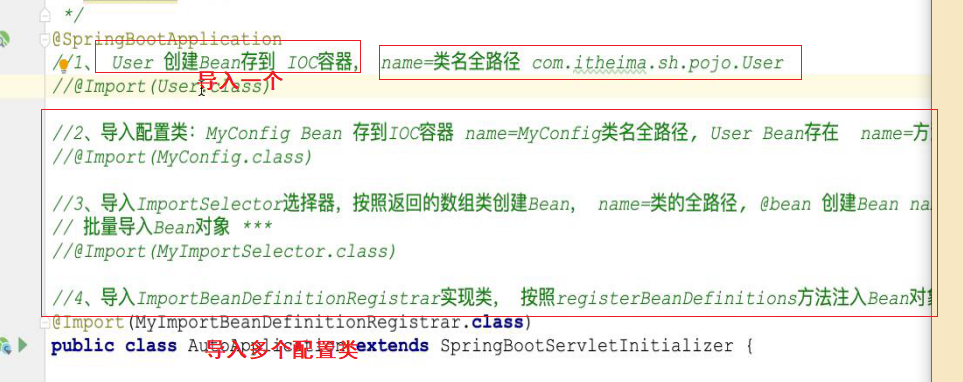 */
@SpringBootApplication
//1、 User 创建Bean存到 IOC容器， name=类名全路径 com.itheima.sh.pojo.User
导入一个
//@Import(User.class)
//2、导入配置类：MyConfig Bean 存到IOC容器 name=MyConfig类名全路径, User Bean存在 name=方
//@Import(MyConfig.class)
//3、导入ImportSelector选择器，按照返回的数组类创建Bean， name=类的全路径, @bean 创建Bean na
// 批量导入Bean对象 ***
//@Import(MyImportSelector.class)
//4、导入ImportBeanDefinitionRegistrar实现类， 按照registerBeanDefinitions方法注入Bean对
@Import(MyImportBeanDefinitionRegistrar.class)
public class extends SpringBootServletInitializer {
导入多个配置类